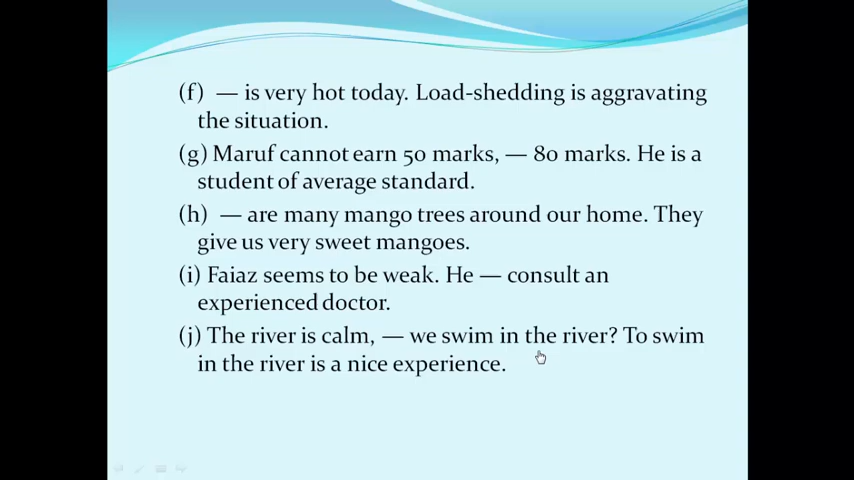 (f) — is very hot today. Load-shedding is aggravating
the situation.
(g) Maruf cannot earn 50 marks, — 80 marks. He is a
student of average standard.
(h) — are many mango trees around our home. They
give us very sweet mangoes.
(i) Faiaz seems to be weak. He — consult an
experienced doctor.
(j) The river is calm, — we swim in the river? To swim
in the river is a nice experience.